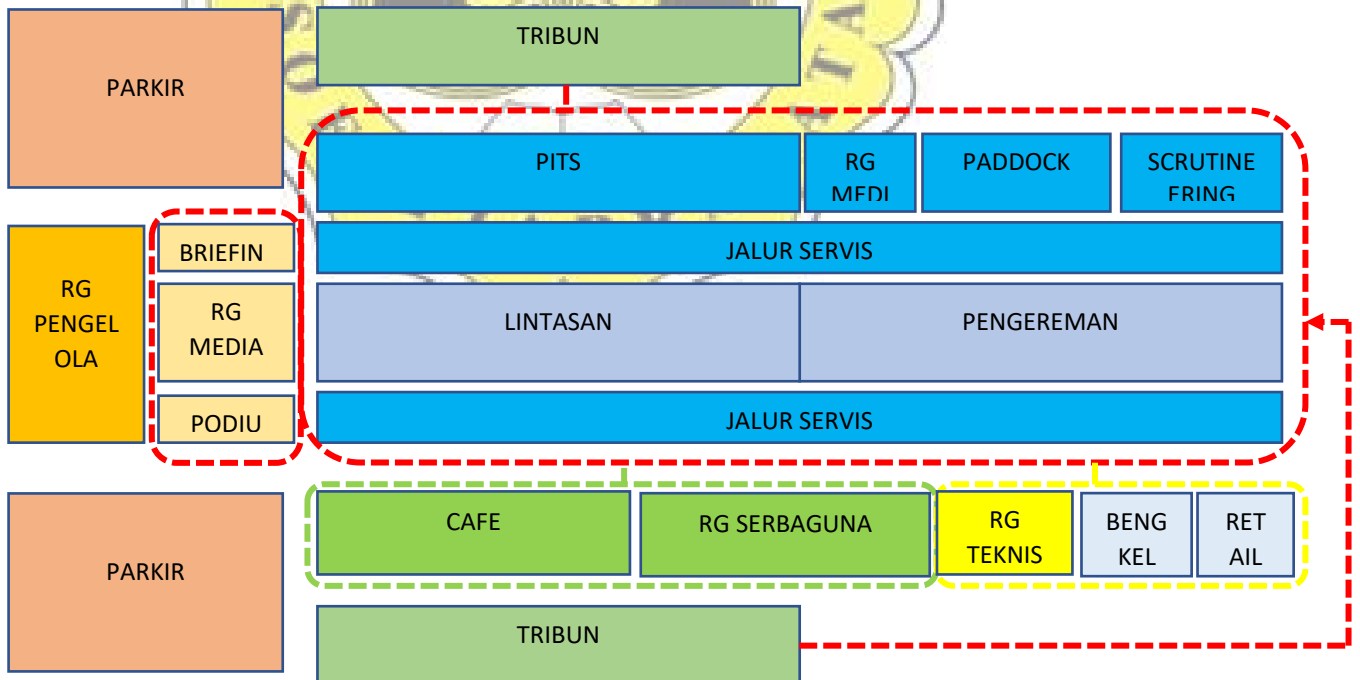 TRIBUN
PARKIR
PITS
RG
MEDI
PADDOCK
SCRUTINE
ERING
BRIEFIN
JALUR SERVIS
RG
PENGEL
OLA
RG
MEDIA
LINTASAN
PENGEREMAN
PODIU
JALUR SERVIS
CAFE
RG SERBAGUNA
RG
TEKNIS
BENG
KEL
RET
AIL
PARKIR
TRIBUN